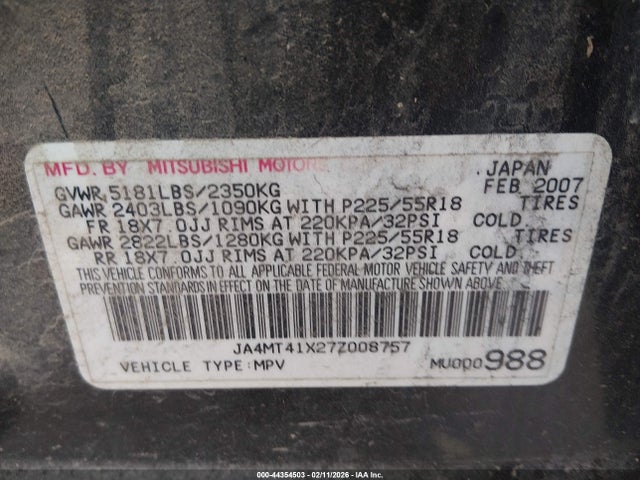 MFD. BY MITSUBISHI MOTORS JAPAN
GVWR 5181LBS/2350KG FEB 2007
GAWR 2403LBS/1090KG WITH P225/55R18 TIRES
FR 18X7.0JJ RIMS AT 220KPA/32PSI COLD
GAWR 2822LBS/1280KG WITH P225/55R18 TIRES
RR 18X7.0JJ RIMS AT 220KPA/32PSI COLD
THIS VEHICLE CONFORMS TO ALL APPLICABLE FEDERAL MOTOR VEHICLE SAFETY AND THEFT
PREVENTION STANDARDS IN EFFECT ON THE DATE OF MANUFACTURE SHOWN ABOVE.
JA4MT41X27Z008757
VEHICLE TYPE:MPV MU000988
000-44354503 - 02/11/2026 - IAA Inc.